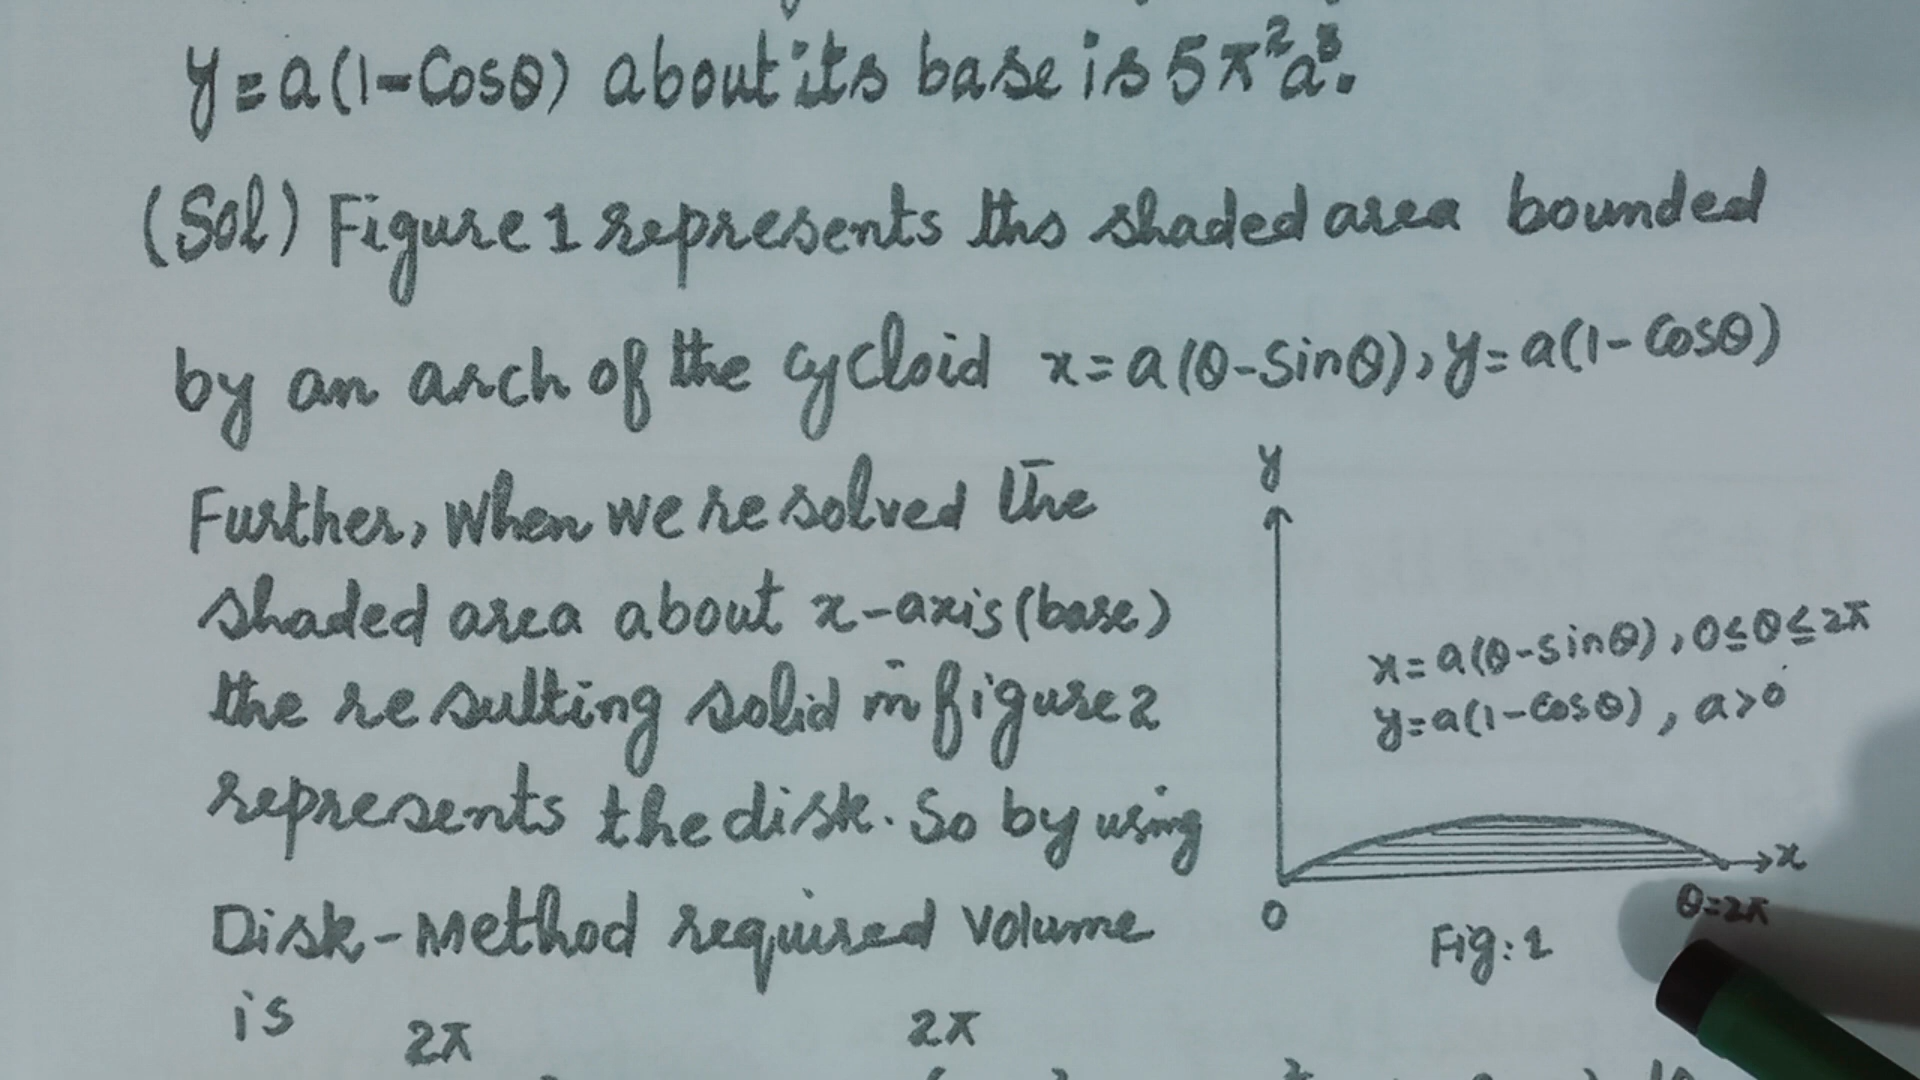 y=a(1-Cosθ) about its base is 5π²a³.
(Sol) Figure 1 represents ths shaded area bounded
by an arch of the cycloid x=a(θ-Sinθ), y=a(1-Cosθ)
Further, when we resolved the
shaded area about x-axis (base)
the resulting solid in figure 2
represents the disk. So by using
Disk-Method required volume
is
2π 2π
y
x=a(θ-sinθ), 0≤θ≤2π
y=a(1-cosθ), a>0
x
0
θ=2π
Fig:1